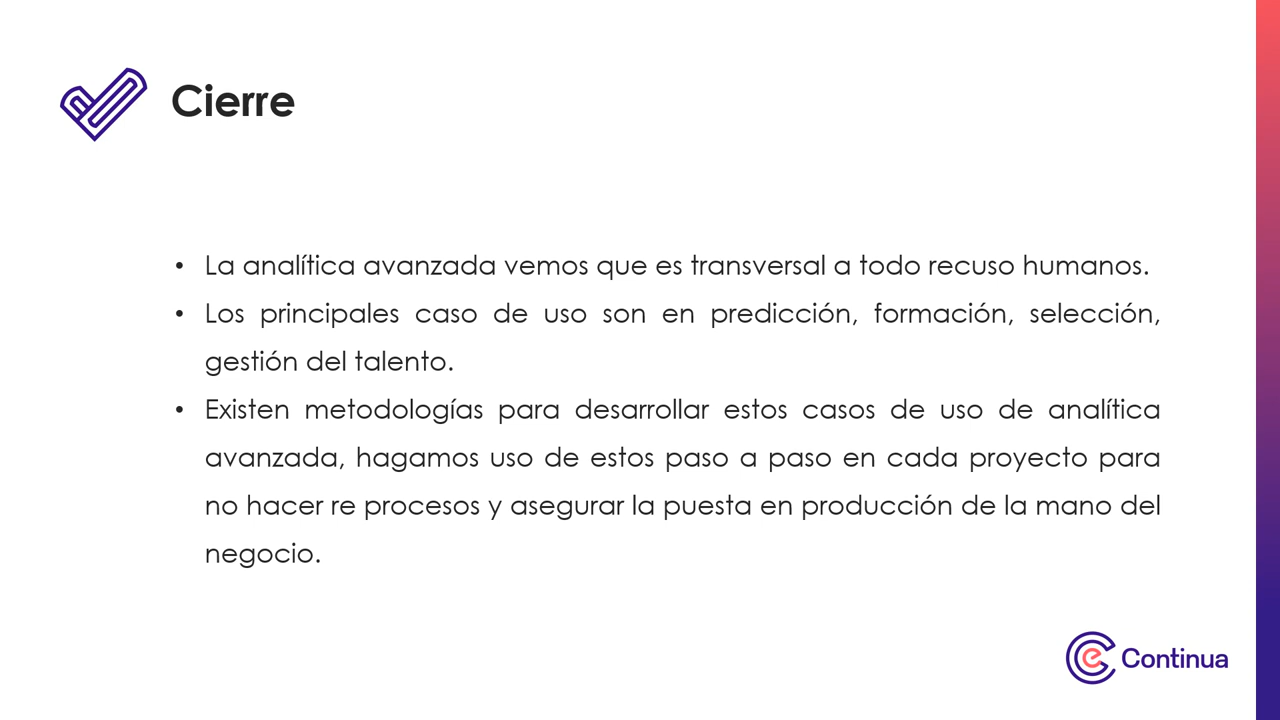 Cierre
• La analítica avanzada vemos que es transversal a todo recuso humanos.
• Los principales caso de uso son en predicción, formación, selección,
gestión del talento.
• Existen metodologías para desarrollar estos casos de uso de analítica
avanzada, hagamos uso de estos paso a paso en cada proyecto para
no hacer re procesos y asegurar la puesta en producción de la mano del
negocio.
Continua